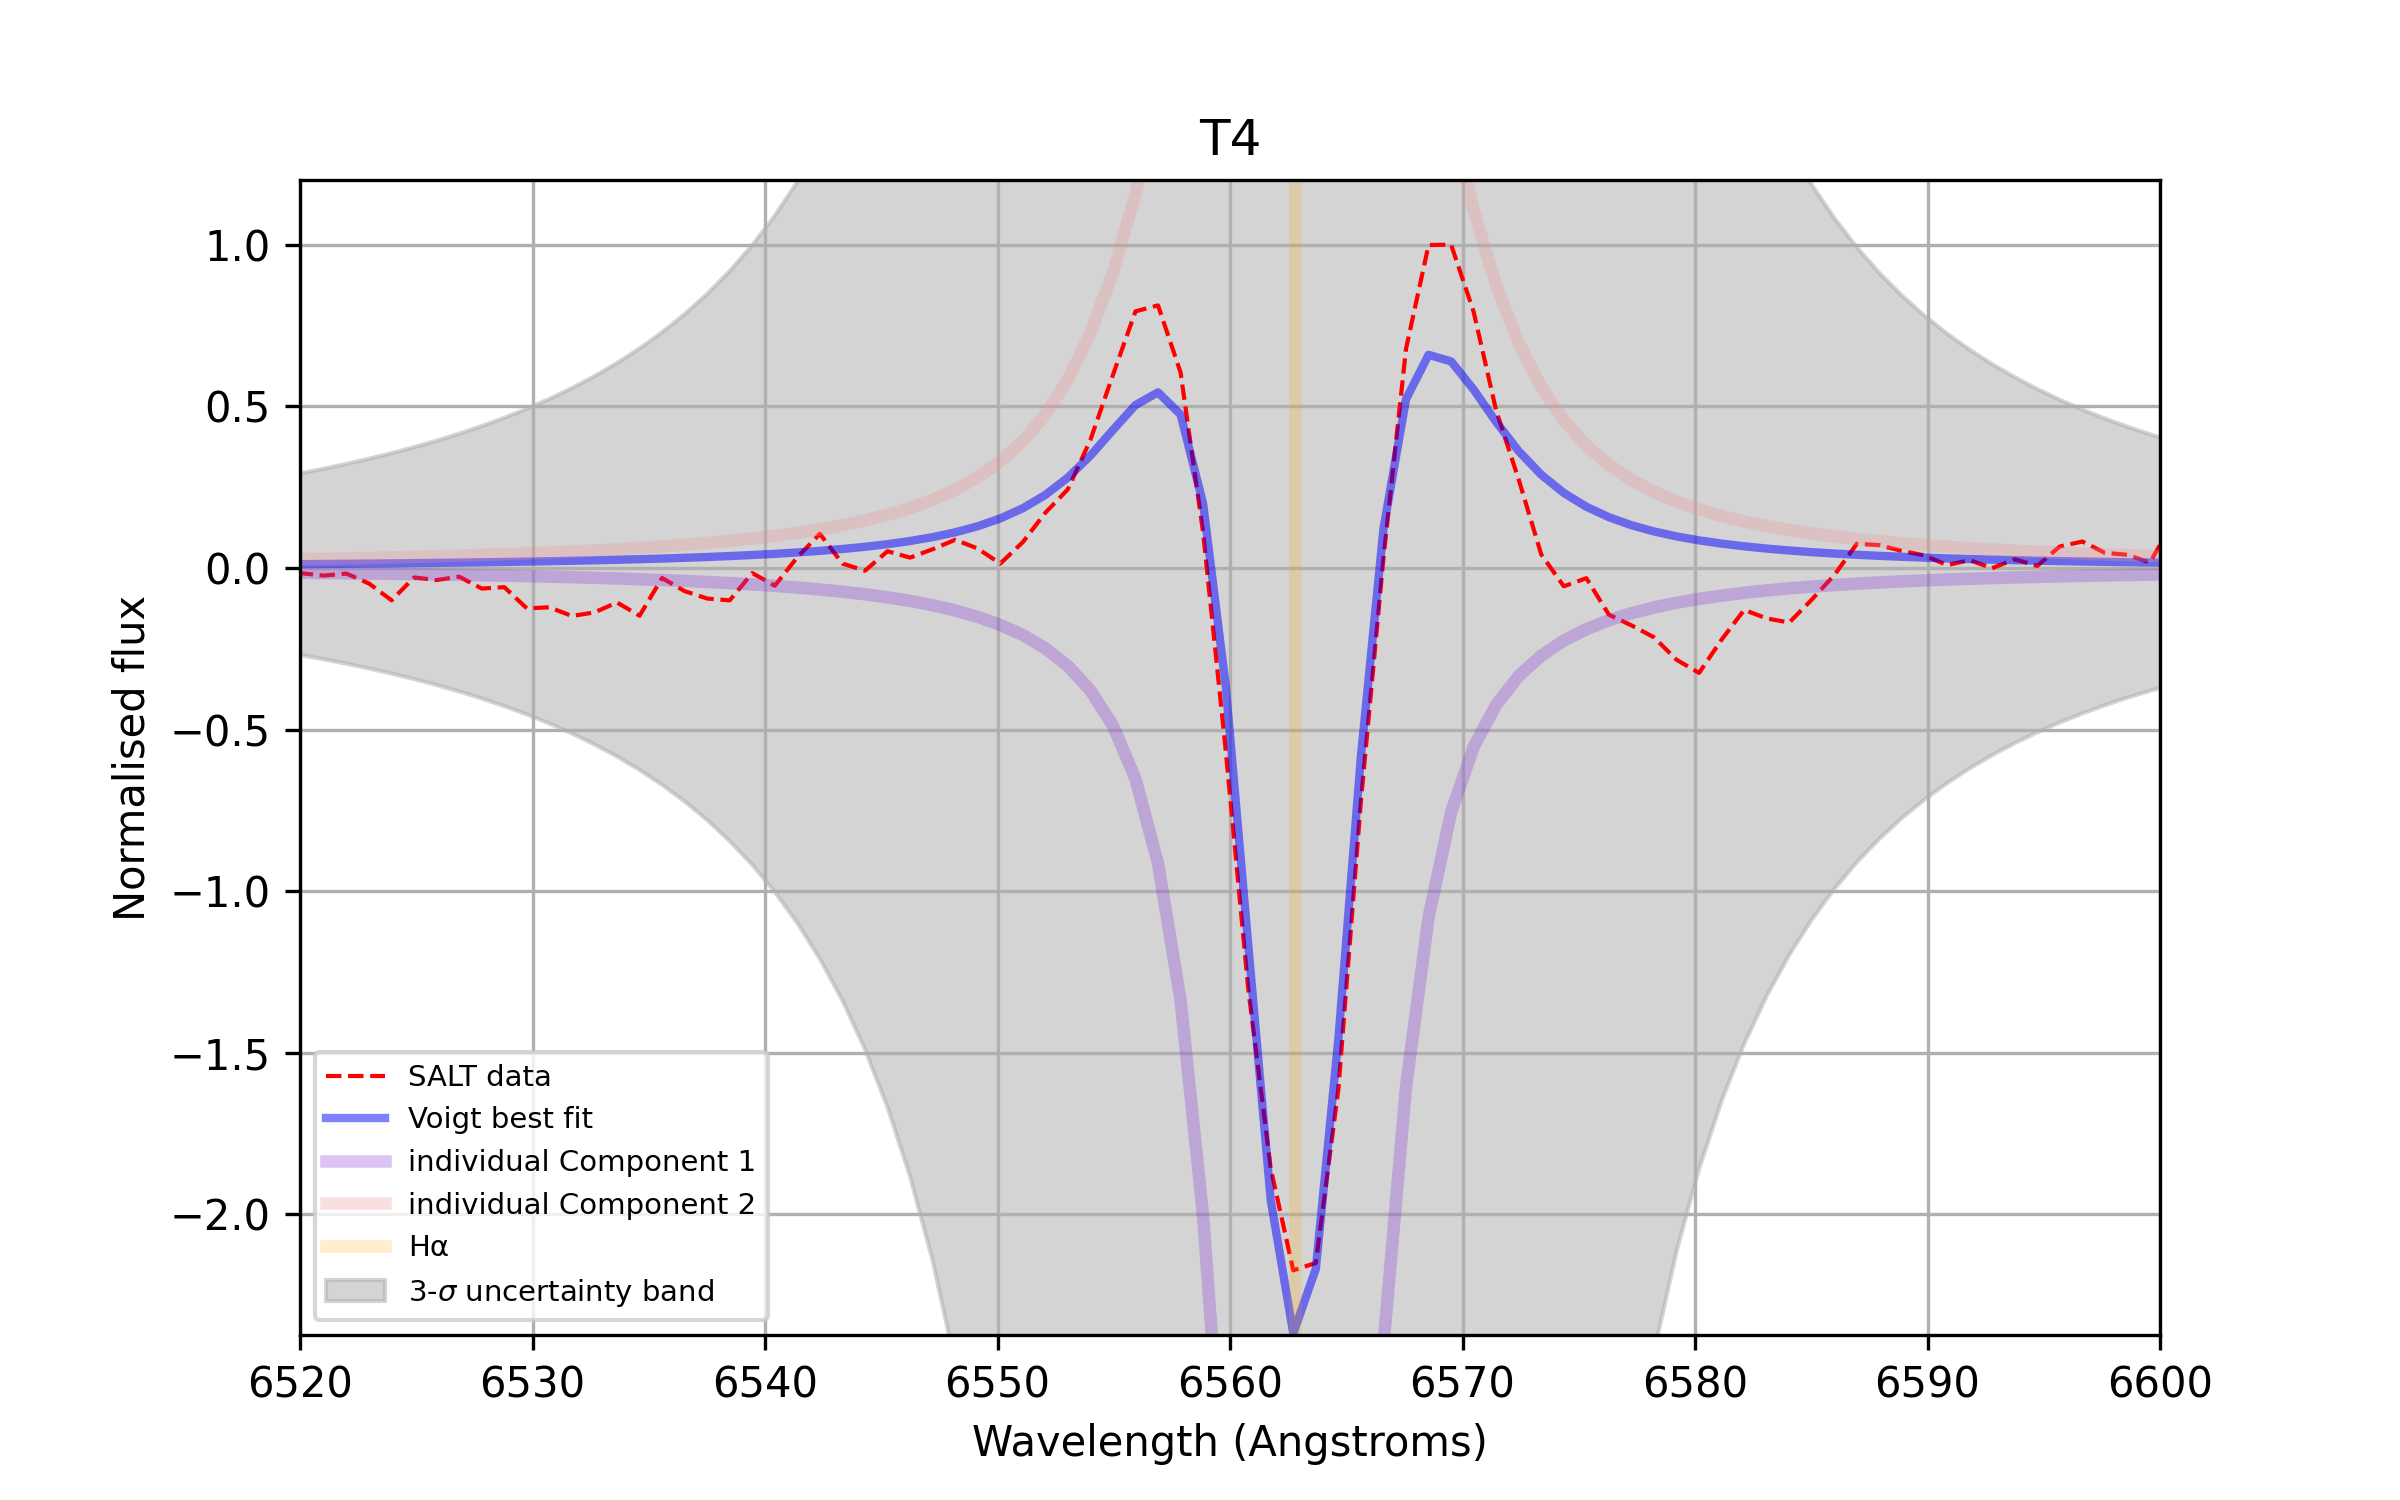 T4
Normalised flux
1.0
0.5
0.0
−0.5
−1.0
−1.5
−2.0
SALT data
Voigt best fit
individual Component 1
individual Component 2
Hα
3-σ uncertainty band
6520 6530 6540 6550 6560 6570 6580 6590 6600
Wavelength (Angstroms)